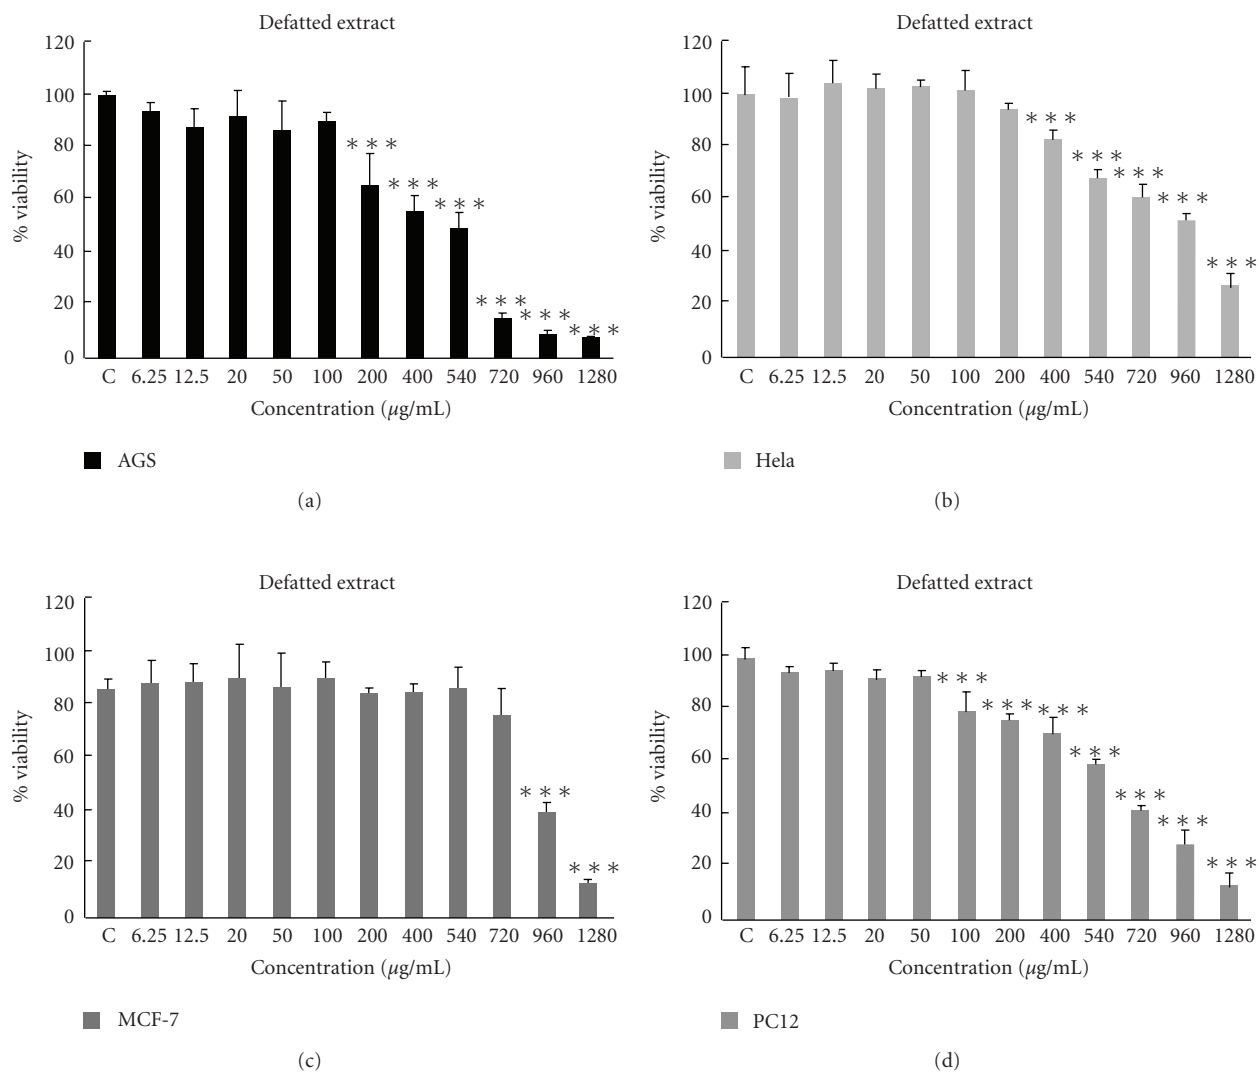 Defatted extract
120
100
80
60
40
20
0
% viability
∗∗∗
∗∗∗
∗∗∗
∗∗∗
∗∗∗
∗∗∗
C 6.25 12.5 20 50 100 200 400 540 720 960 1280
Concentration (μg/mL)
AGS
(a)
Defatted extract
120
100
80
60
40
20
0
% viability
∗∗∗
∗∗∗
∗∗∗
∗∗∗
∗∗∗
C 6.25 12.5 20 50 100 200 400 540 720 960 1280
Concentration (μg/mL)
Hela
(b)
Defatted extract
120
100
80
60
40
20
0
% viability
∗∗∗
∗∗∗
C 6.25 12.5 20 50 100 200 400 540 720 960 1280
Concentration (μg/mL)
MCF-7
(c)
Defatted extract
120
100
80
60
40
20
0
% viability
∗∗∗
∗∗∗
∗∗∗
∗∗∗
∗∗∗
∗∗∗
∗∗∗
C 6.25 12.5 20 50 100 200 400 540 720 960 1280
Concentration (μg/mL)
PC12
(d)